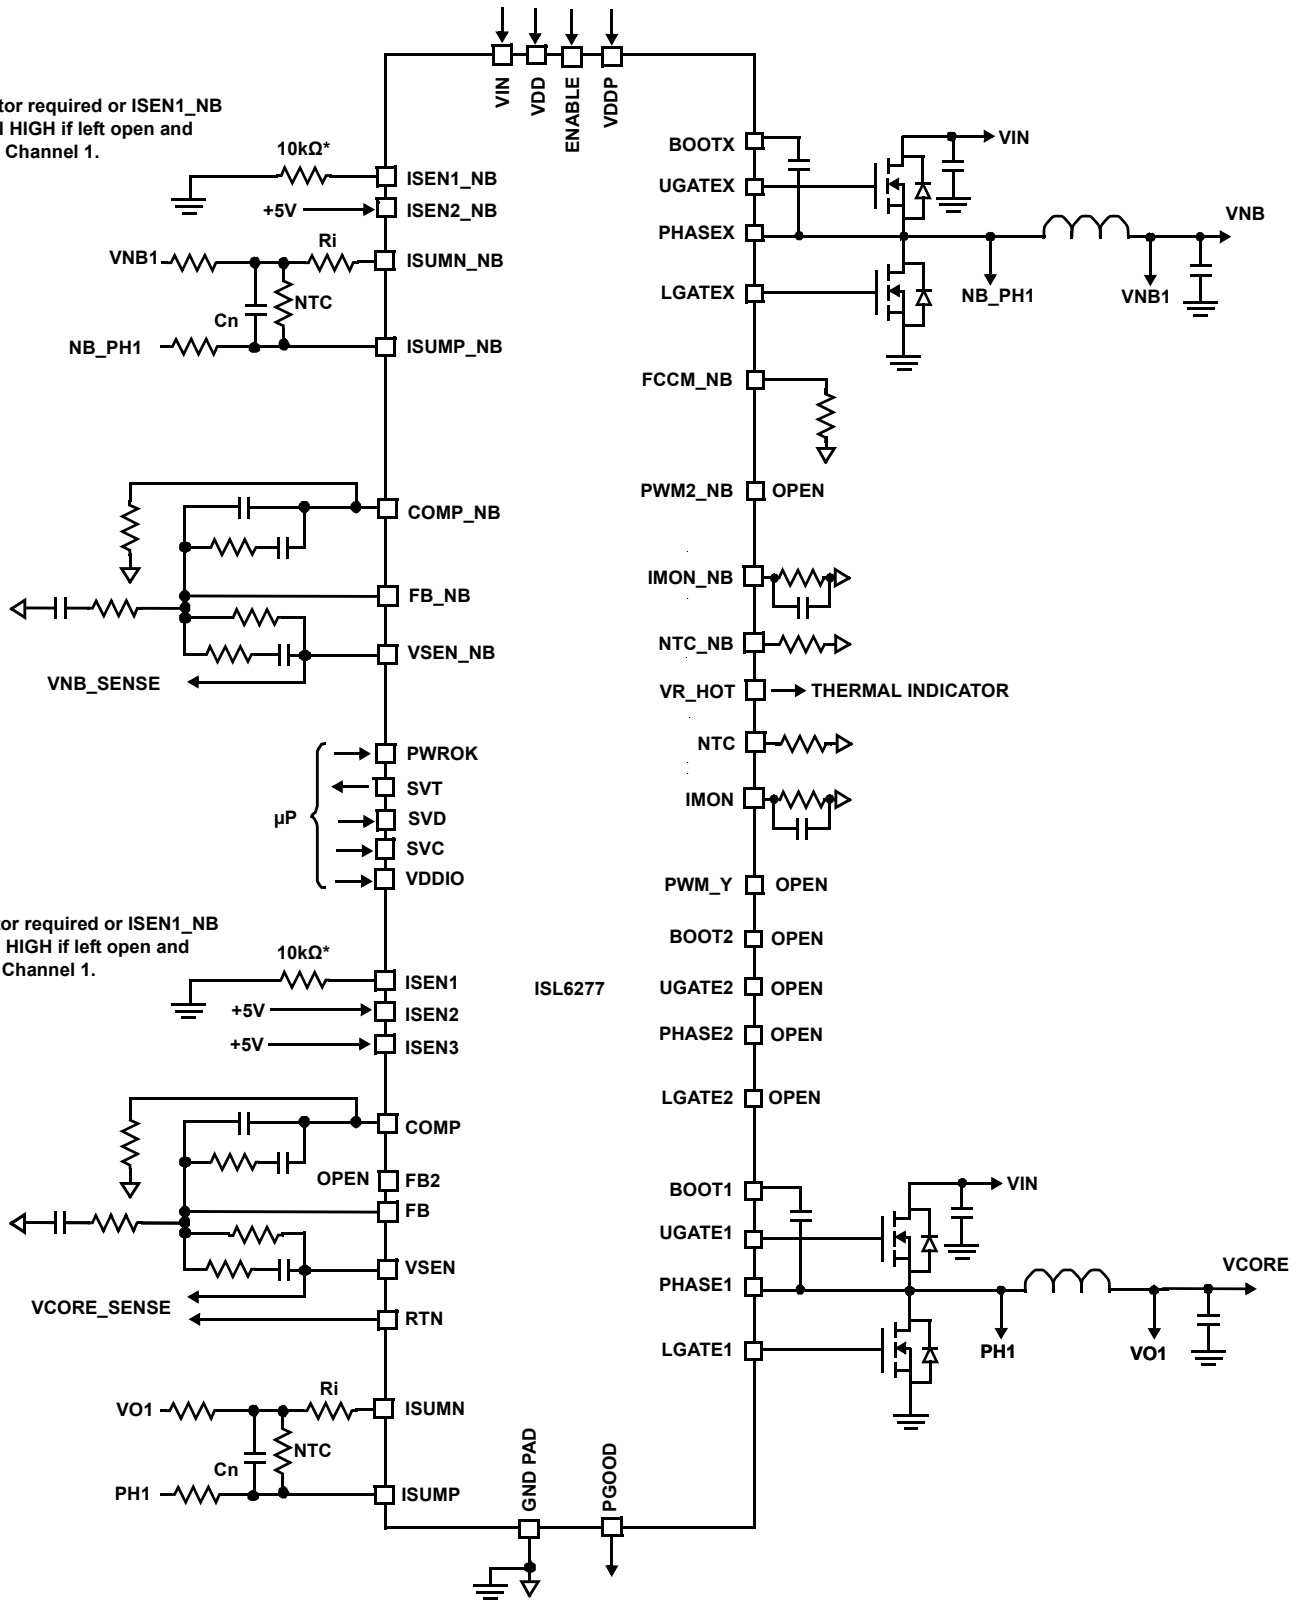 VIN
VDD
ENABLE
VDDP
required or ISEN1_NB
HIGH if left open and
Channel 1.
10kΩ*
ISEN1_NB
+5V
ISEN2_NB
VNB1
Ri
ISUMN_NB
Cn
NTC
NB_PH1
ISUMP_NB
COMP_NB
FB_NB
VSEN_NB
VNB_SENSE
µP
PWROK
SVT
SVD
SVC
VDDIO
required or ISEN1_NB
HIGH if left open and
Channel 1.
10kΩ*
ISEN1
+5V
ISEN2
+5V
ISEN3
ISL6277
COMP
OPEN
FB2
FB
VSEN
VCORE_SENSE
RTN
VO1
Ri
ISUMN
Cn
NTC
PH1
ISUMP
GND PAD
PGOOD
BOOTX
VIN
UGATEX
PHASEX
VNB
LGATEX
NB_PH1
VNB1
FCCM_NB
PWM2_NB
OPEN
IMON_NB
NTC_NB
VR_HOT
THERMAL INDICATOR
NTC
IMON
PWM_Y
OPEN
BOOT2
OPEN
UGATE2
OPEN
PHASE2
OPEN
LGATE2
OPEN
BOOT1
VIN
UGATE1
PHASE1
VCORE
LGATE1
PH1
VO1